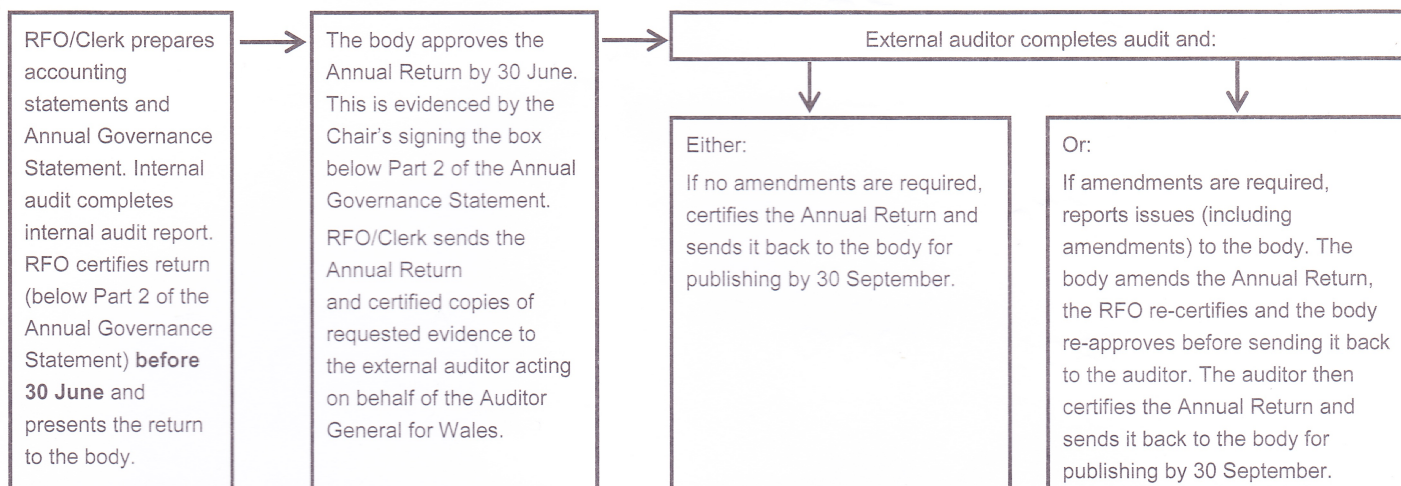 RFO/Clerk prepares
accounting
statements and
Annual Governance
Statement. Internal
audit completes
internal audit report.
RFO certifies return
(below Part 2 of the
Annual Governance
Statement) before
30 June and
presents the return
to the body.
The body approves the
Annual Return by 30 June.
This is evidenced by the
Chair's signing the box
below Part 2 of the Annual
Governance Statement.
RFO/Clerk sends the
Annual Return
and certified copies of
requested evidence to
the external auditor acting
on behalf of the Auditor
General for Wales.
External auditor completes audit and:
Either:
If no amendments are required,
certifies the Annual Return and
sends it back to the body for
publishing by 30 September.
Or:
If amendments are required,
reports issues (including
amendments) to the body. The
body amends the Annual Return,
the RFO re-certifies and the body
re-approves before sending it back
to the auditor. The auditor then
certifies the Annual Return and
sends it back to the body for
publishing by 30 September.